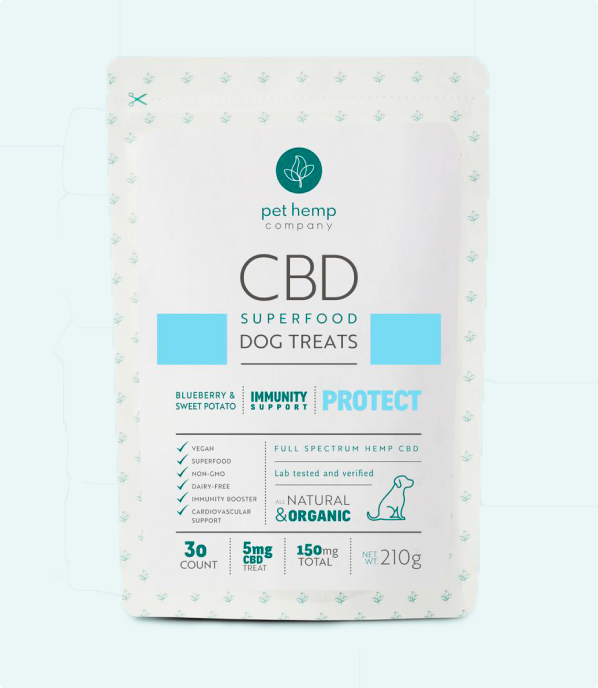 pet hemp
company
CBD
SUPERFOOD
DOG TREATS
BLUEBERRY &
SWEET POTATO
IMMUNITY
SUPPORT
PROTECT
VEGAN
SUPERFOOD
NON-GMO
DAIRY-FREE
IMMUNITY BOOSTER
CARDIOVASCULAR
SUPPORT
FULL SPECTRUM HEMP CBD
Lab tested and verified
ALL NATURAL
&ORGANIC
30
COUNT
5mg
CBD
TREAT
150mg
TOTAL
NET
WT. 210g